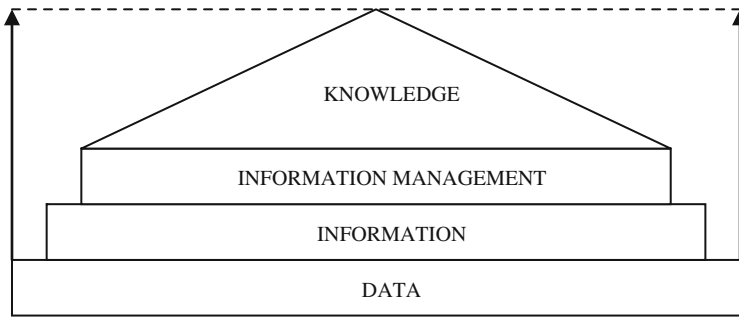 KNOWLEDGE
INFORMATION MANAGEMENT
INFORMATION
DATA